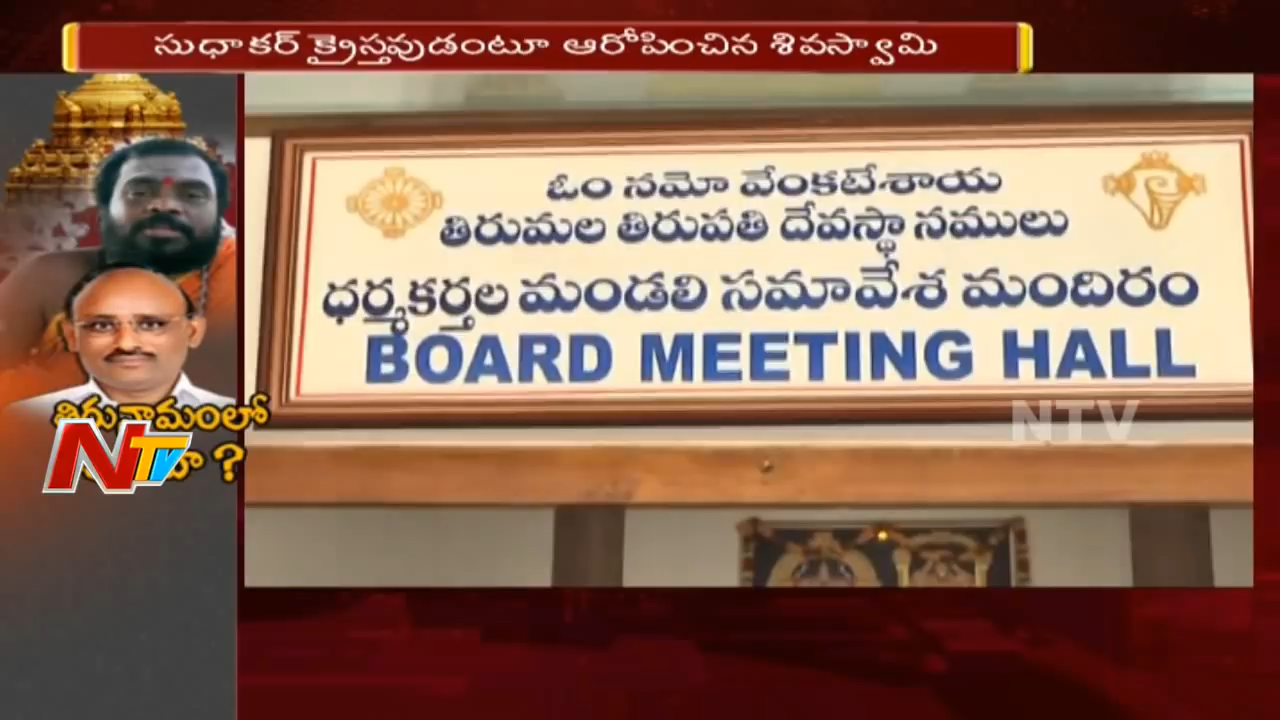 సుధాకర్ క్రైస్తవుడంటూ ఆరోపించిన శివస్వామి
ఓం నమో వేంకటేశాయ
తిరుమల తిరుపతి దేవస్థానములు
ధర్మకర్తల మండలి సమావేశ మందిరం
BOARD MEETING HALL
NTV
NTV
?